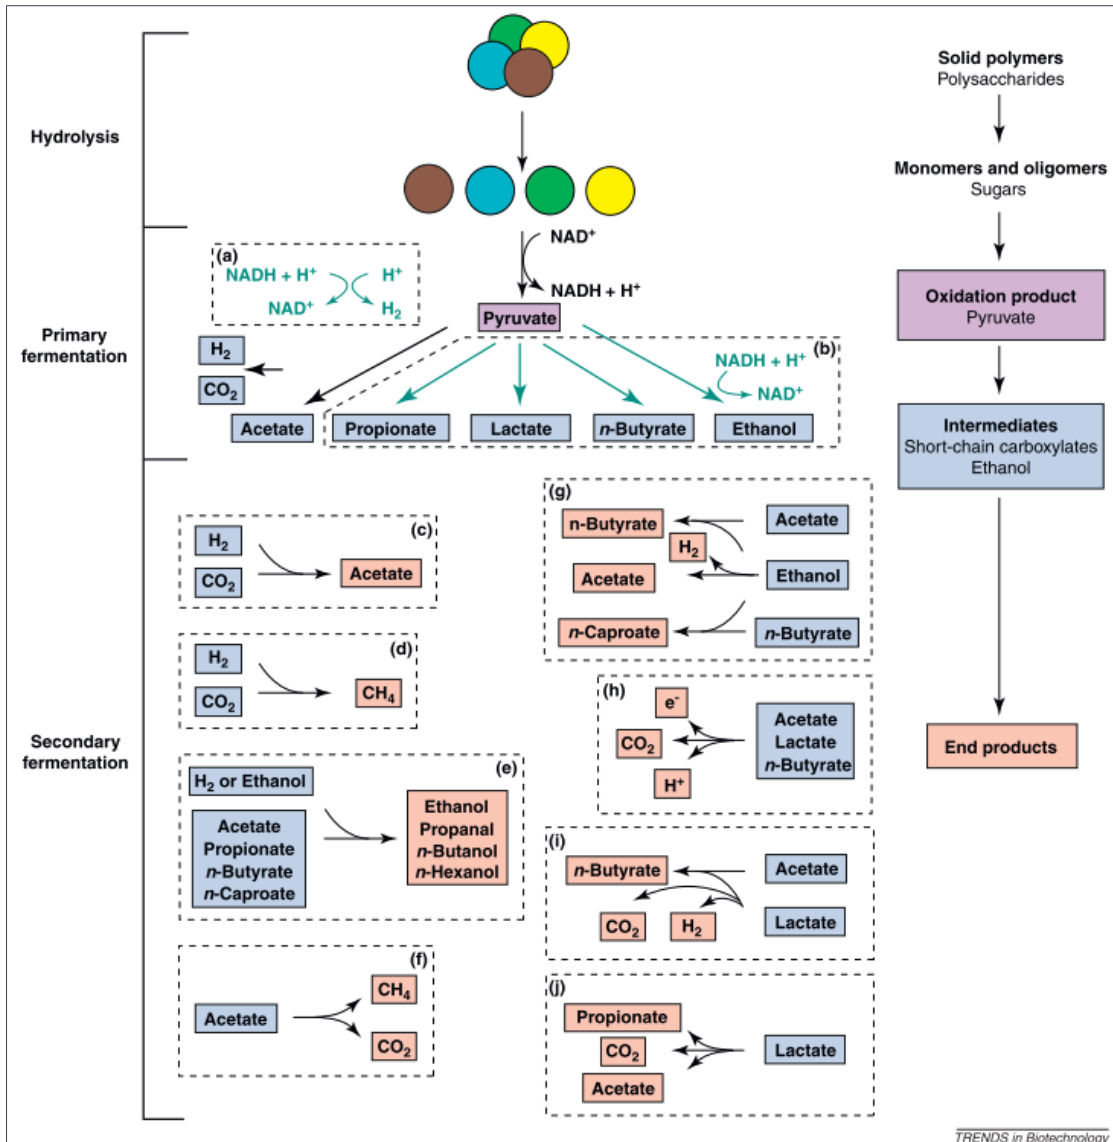 Hydrolysis
Solid polymers
Polysaccharides
Monomers and oligomers
Sugars
Primary
fermentation
NAD⁺
NADH + H⁺
(a)
NADH + H⁺
H⁺
NAD⁺
H₂
Pyruvate
H₂
CO₂
(b)
NADH + H⁺
NAD⁺
Acetate
Propionate
Lactate
n-Butyrate
Ethanol
Oxidation product
Pyruvate
Intermediates
Short-chain carboxylates
Ethanol
Secondary
fermentation
(c)
H₂
CO₂
Acetate
(d)
H₂
CO₂
CH₄
(e)
H₂ or Ethanol
Acetate
Propionate
n-Butyrate
n-Caproate
Ethanol
Propanal
n-Butanol
n-Hexanol
(f)
Acetate
CH₄
CO₂
(g)
n-Butyrate
Acetate
H₂
Acetate
Ethanol
n-Caproate
n-Butyrate
(h)
e⁻
CO₂
H⁺
Acetate
Lactate
n-Butyrate
(i)
n-Butyrate
Acetate
CO₂
H₂
Lactate
(j)
Propionate
CO₂
Acetate
Lactate
End products
TRENDS in Biotechnology